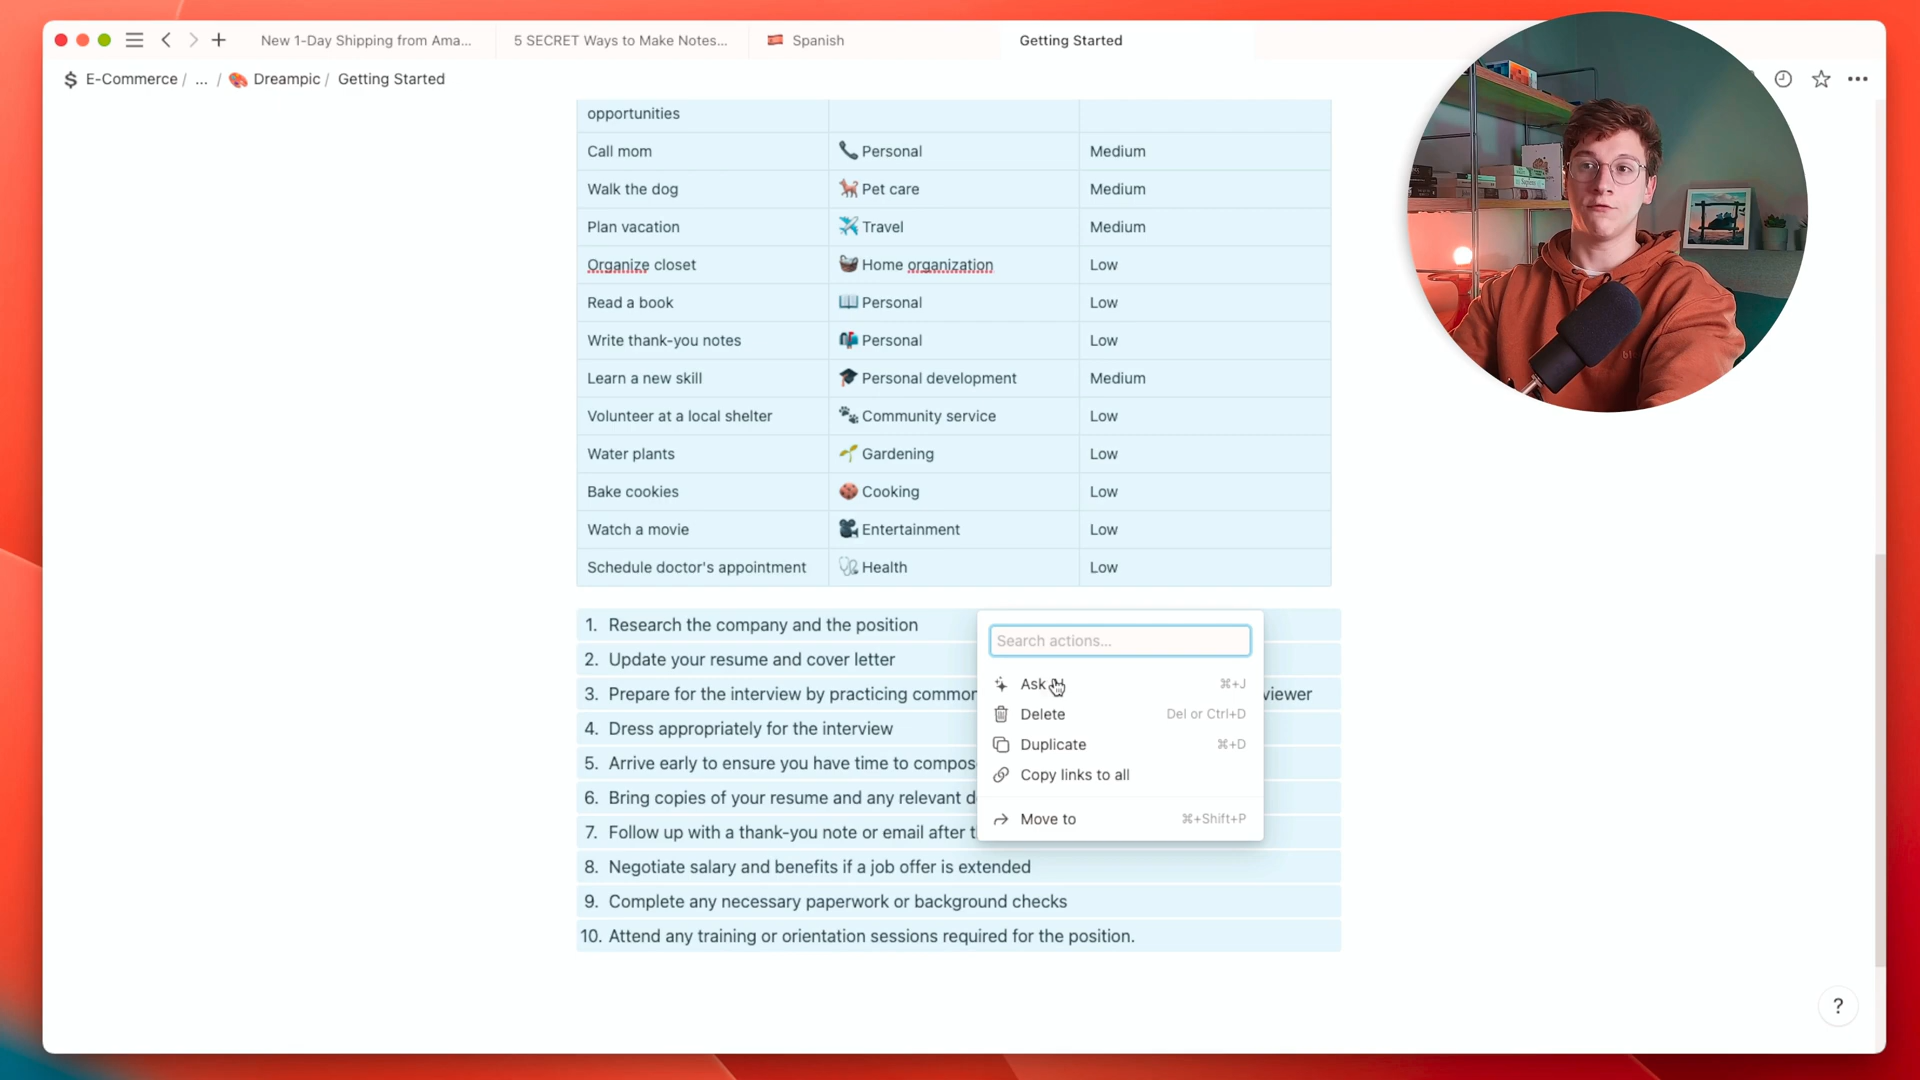 New 1-Day Shipping from Ama...
5 SECRET Ways to Make Notes...
Spanish
Getting Started
E-Commerce / ... / Dreampic / Getting Started
opportunities
Call mom Personal Medium
Walk the dog Pet care Medium
Plan vacation Travel Medium
Organize closet Home organization Low
Read a book Personal Low
Write thank-you notes Personal Low
Learn a new skill Personal development Medium
Volunteer at a local shelter Community service Low
Water plants Gardening Low
Bake cookies Cooking Low
Watch a movie Entertainment Low
Schedule doctor's appointment Health Low
1. Research the company and the position
2. Update your resume and cover letter
3. Prepare for the interview by practicing common
viewer
4. Dress appropriately for the interview
5. Arrive early to ensure you have time to compos
6. Bring copies of your resume and any relevant d
7. Follow up with a thank-you note or email after t
8. Negotiate salary and benefits if a job offer is extended
9. Complete any necessary paperwork or background checks
10. Attend any training or orientation sessions required for the position.
Search actions...
Ask ⌘+J
Delete Del or Ctrl+D
Duplicate ⌘+D
Copy links to all
Move to ⌘+Shift+P
?